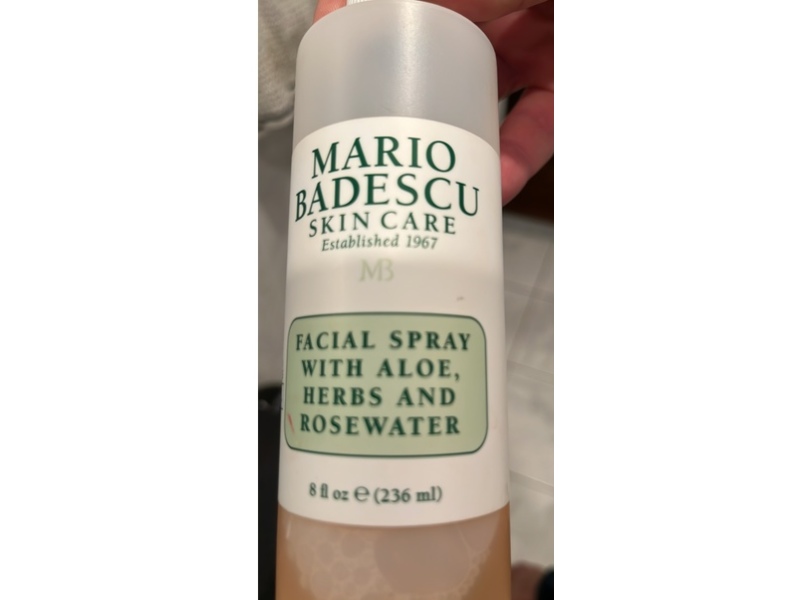 MARIO
BADESCU
SKIN CARE
Established 1967
MB
FACIAL SPRAY
WITH ALOE,
HERBS AND
ROSEWATER
8 fl oz ℮ (236 ml)